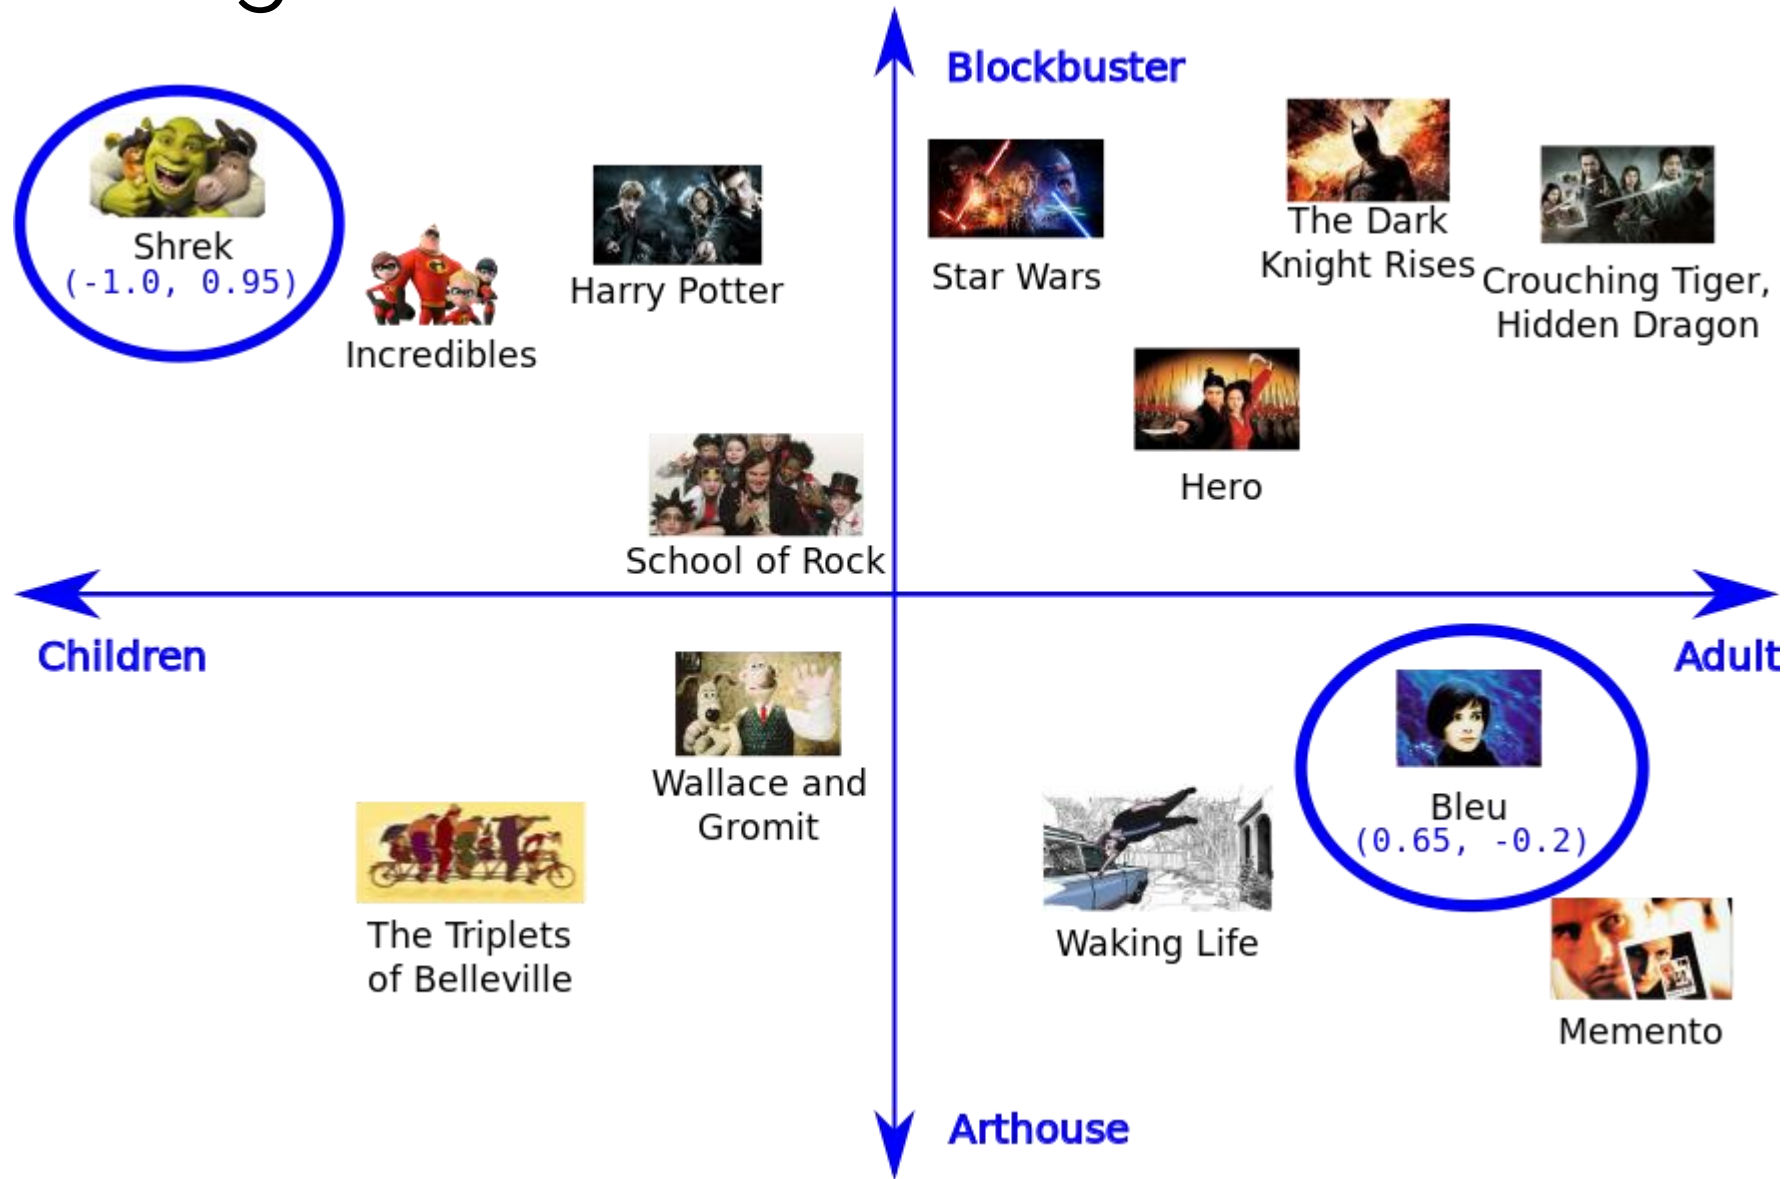 Blockbuster
Shrek
(-1.0, 0.95)
Incredibles
Harry Potter
Star Wars
The Dark
Knight Rises
Crouching Tiger,
Hidden Dragon
Hero
School of Rock
Children
Adult
Wallace and
Gromit
The Triplets
of Belleville
Waking Life
Bleu
(0.65, -0.2)
Memento
Arthouse